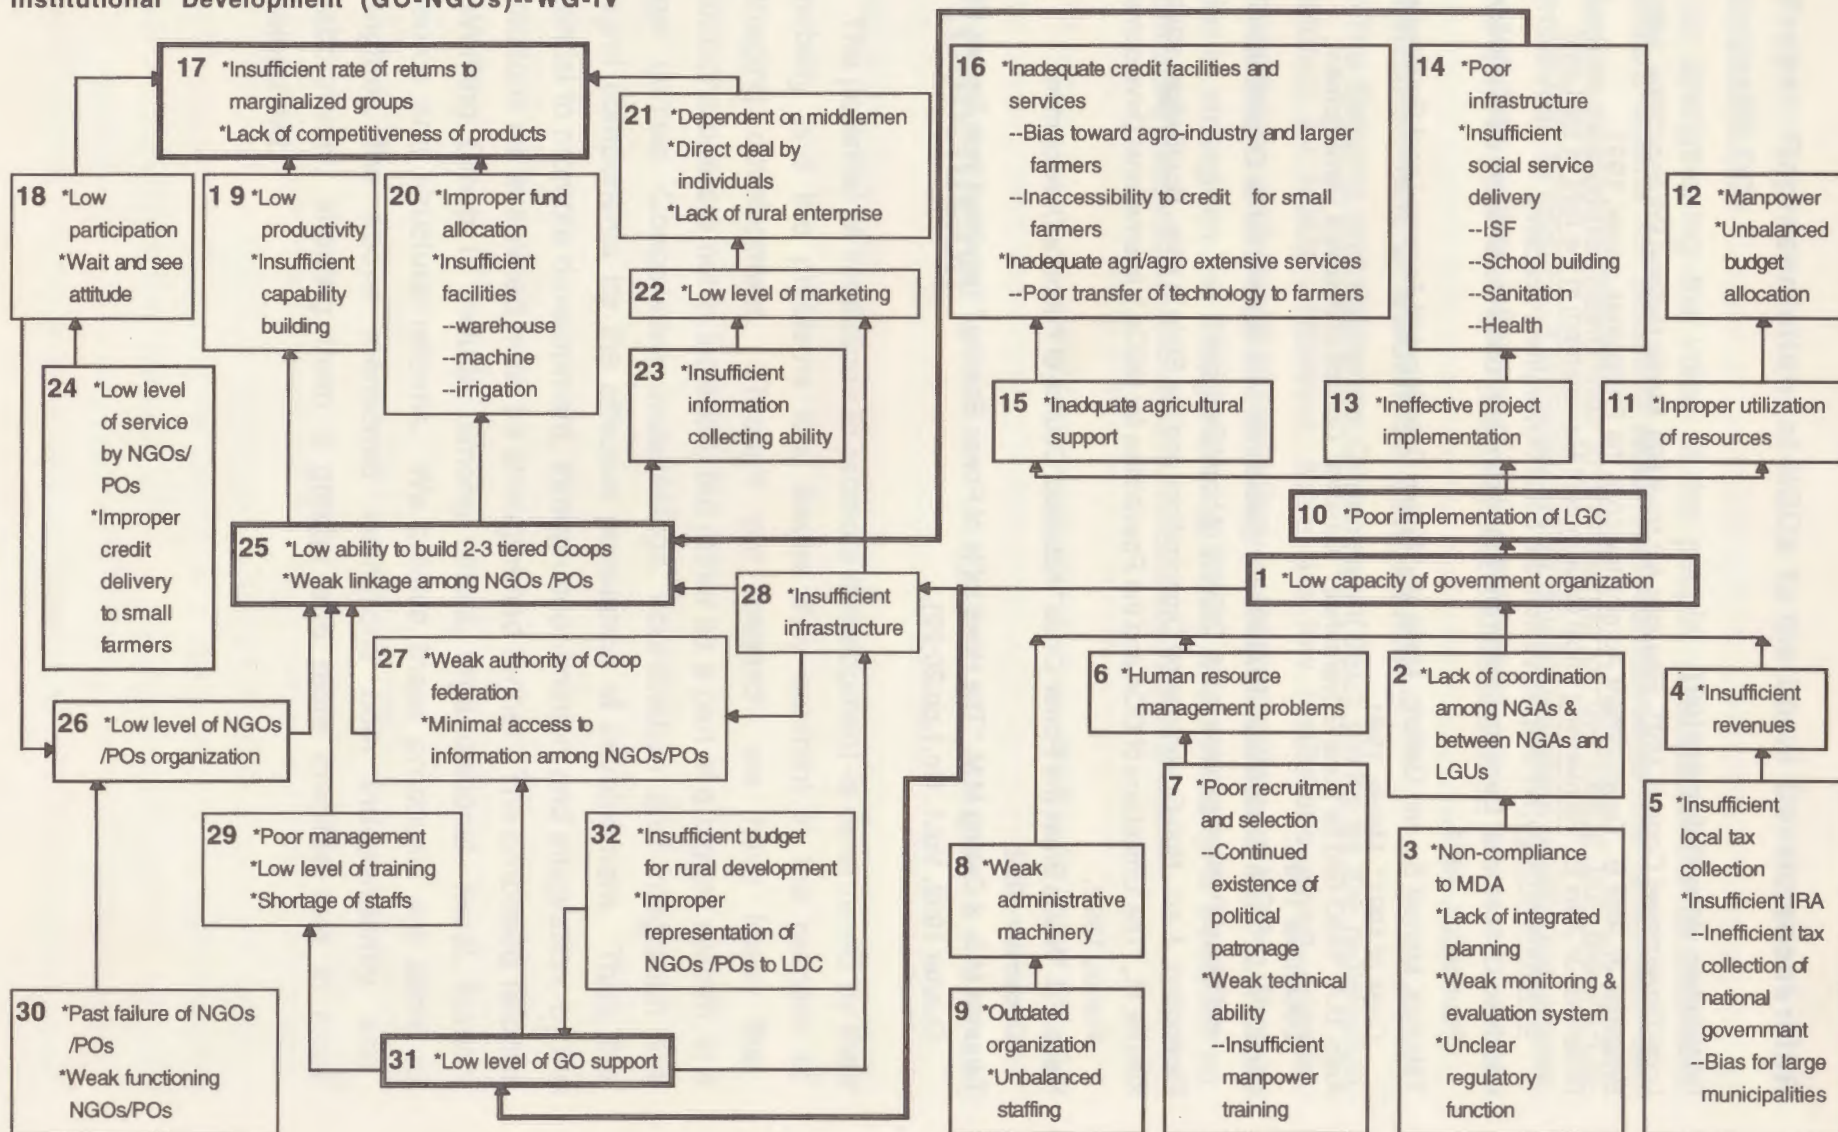 Institutional Development (GO-NGOs)--WG-IV
17 *Insufficient rate of returns to
marginalized groups
*Lack of competitiveness of products
18 *Low
participation
*Wait and see
attitude
1 9 *Low
productivity
*Insufficient
capability
building
20 *Improper fund
allocation
*Insufficient
facilities
--warehouse
--machine
--irrigation
21 *Dependent on middlemen
*Direct deal by
individuals
*Lack of rural enterprise
22 *Low level of marketing
23 *Insufficient
information
collecting ability
24 *Low level
of service
by NGOs/
POs
*Improper
credit
delivery
to small
farmers
25 *Low ability to build 2-3 tiered Coops
*Weak linkage among NGOs /POs
26 *Low level of NGOs
/POs organization
27 *Weak authority of Coop
federation
*Minimal access to
information among NGOs/POs
28 *Insufficient
infrastructure
29 *Poor management
*Low level of training
*Shortage of staffs
32 *Insufficient budget
for rural development
*Improper
representation of
NGOs /POs to LDC
30 *Past failure of NGOs
/POs
*Weak functioning
NGOs/POs
31 *Low level of GO support
16 *Inadequate credit facilities and
services
--Bias toward agro-industry and larger
farmers
--Inaccessibility to credit for small
farmers
*Inadequate agri/agro extensive services
--Poor transfer of technology to farmers
14 *Poor
infrastructure
*Insufficient
social service
delivery
--ISF
--School building
--Sanitation
--Health
12 *Manpower
*Unbalanced
budget
allocation
15 *Inadquate agricultural
support
13 *Ineffective project
implementation
11 *Inproper utilization
of resources
10 *Poor implementation of LGC
1 *Low capacity of government organization
6 *Human resource
management problems
2 *Lack of coordination
among NGAs &
between NGAs and
LGUs
4 *Insufficient
revenues
8 *Weak
administrative
machinery
7 *Poor recruitment
and selection
--Continued
existence of
political
patronage
*Weak technical
ability
--Insufficient
manpower
training
3 *Non-compliance
to MDA
*Lack of integrated
planning
*Weak monitoring &
evaluation system
*Unclear
regulatory
function
5 *Insufficient
local tax
collection
*Insufficient IRA
--Inefficient tax
collection of
national
governmant
--Bias for large
municipalities
9 *Outdated
organization
*Unbalanced
staffing